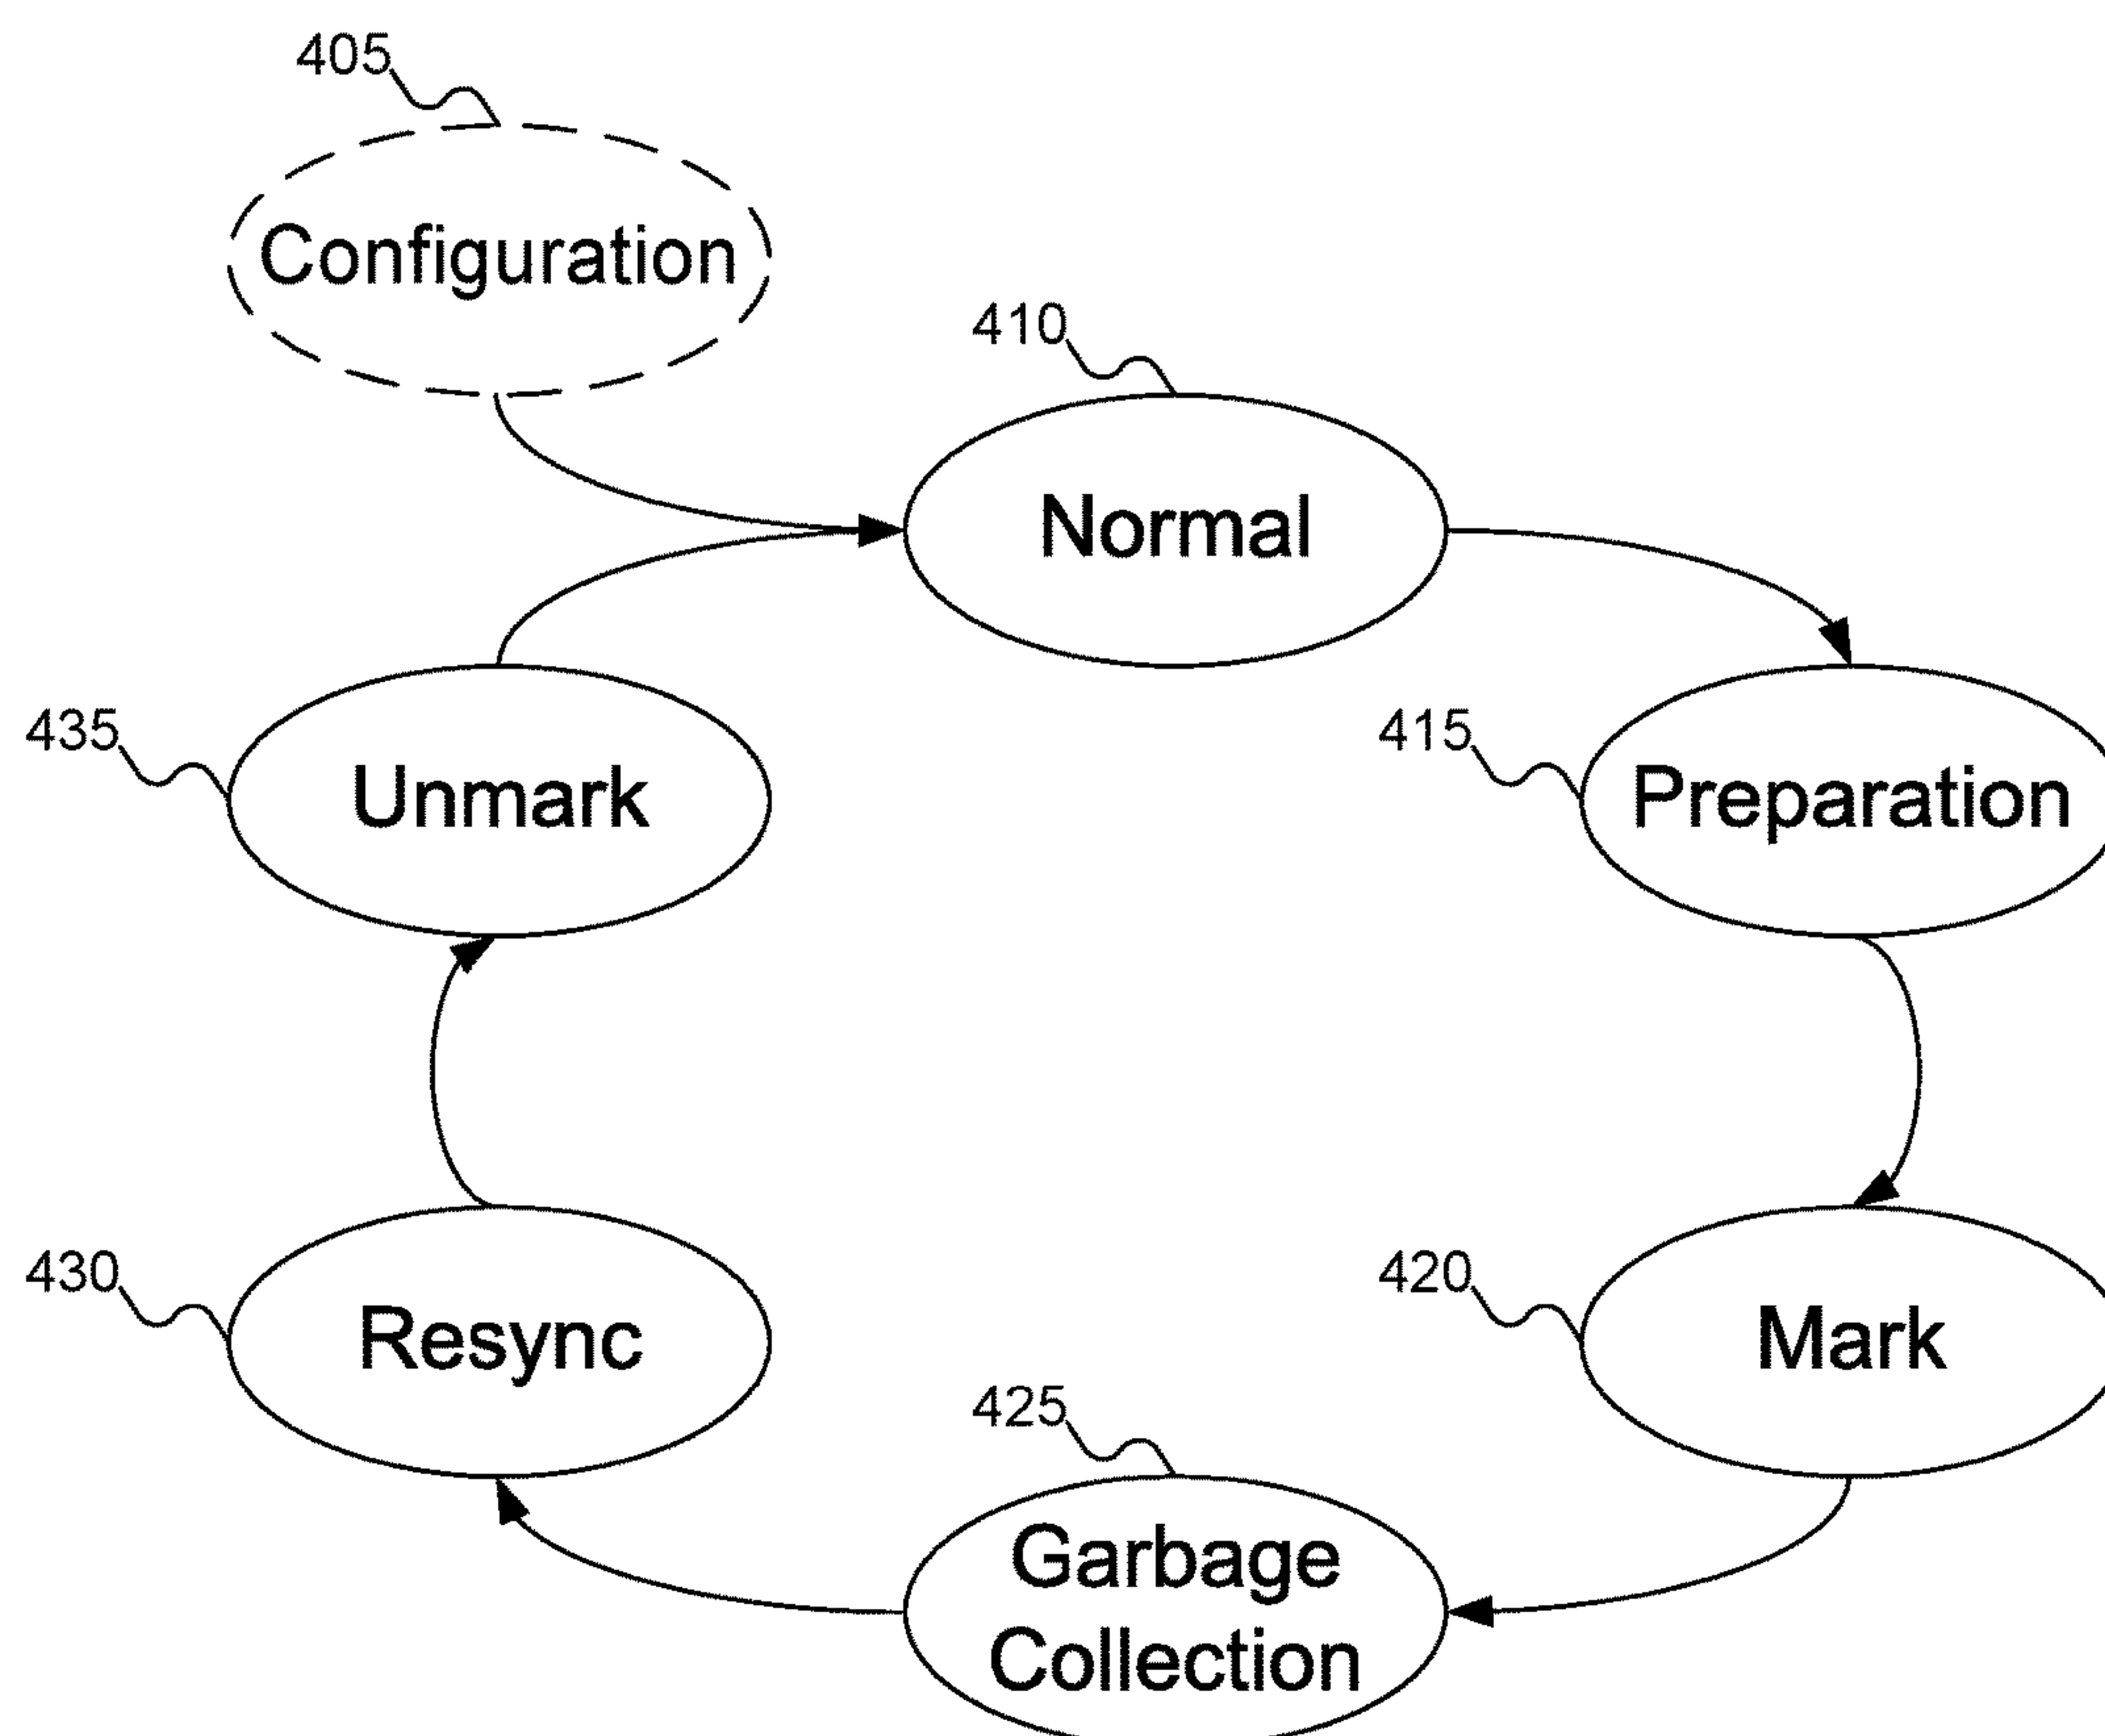 405
Configuration
410
Normal
435
Unmark
415
Preparation
430
Resync
420
Mark
425
Garbage
Collection